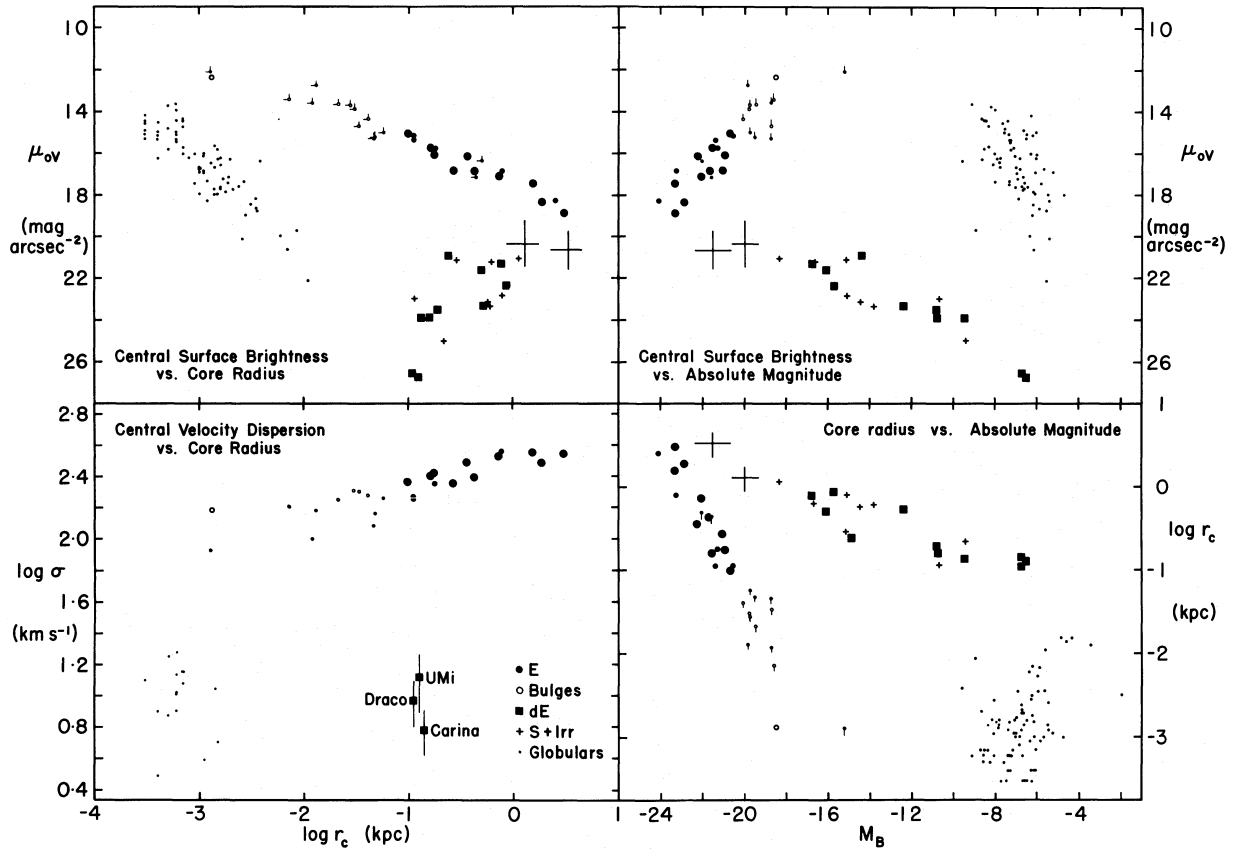 10
14
μoV
18
(mag
arcsec⁻²)
22
26
Central Surface Brightness
vs. Core Radius
10
14
μoV
18
(mag
arcsec⁻²)
22
26
Central Surface Brightness
vs. Absolute Magnitude
2.8
2.4
2.0
log σ
1.6
(km s⁻¹)
1.2
0.8
0.4
Central Velocity Dispersion
vs. Core Radius
UMi
Draco
Carina
E
Bulges
dE
S+Irr
Globulars
-4
-3
-2
-1
0
log rc (kpc)
Core radius vs. Absolute Magnitude
1
0
log rc
-1
(kpc)
-2
-3
-24
-20
-16
-12
-8
-4
MB